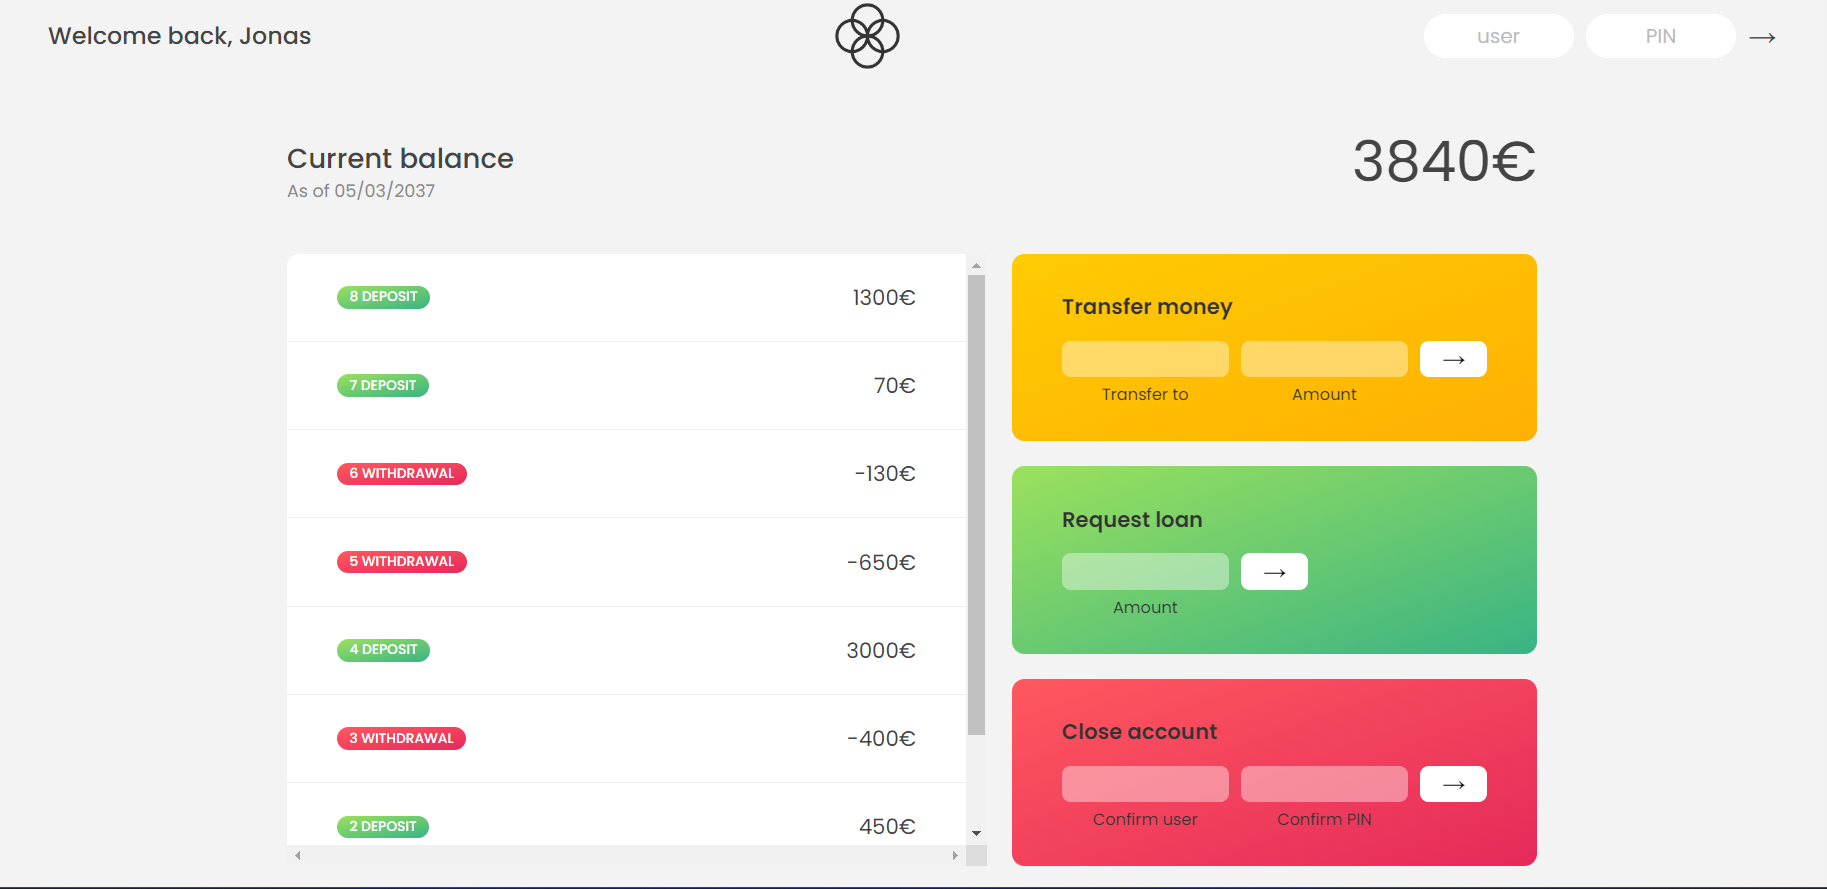 Welcome back, Jonas
user
PIN
→
Current balance
As of 05/03/2037
3840€
8 DEPOSIT 1300€
7 DEPOSIT 70€
6 WITHDRAWAL -130€
5 WITHDRAWAL -650€
4 DEPOSIT 3000€
3 WITHDRAWAL -400€
2 DEPOSIT 450€
Transfer money
→
Transfer to Amount
Request loan
→
Amount
Close account
→
Confirm user Confirm PIN